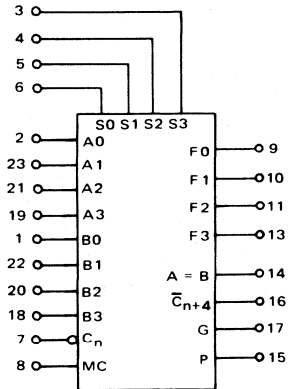 3
4
5
6
S0 S1 S2 S3
2 A0
23 A1
21 A2
19 A3
1 B0
22 B1
20 B2
18 B3
7 Cn
8 MC
F0 9
F1 10
F2 11
F3 13
A = B 14
C̅n+4 16
G 17
P 15